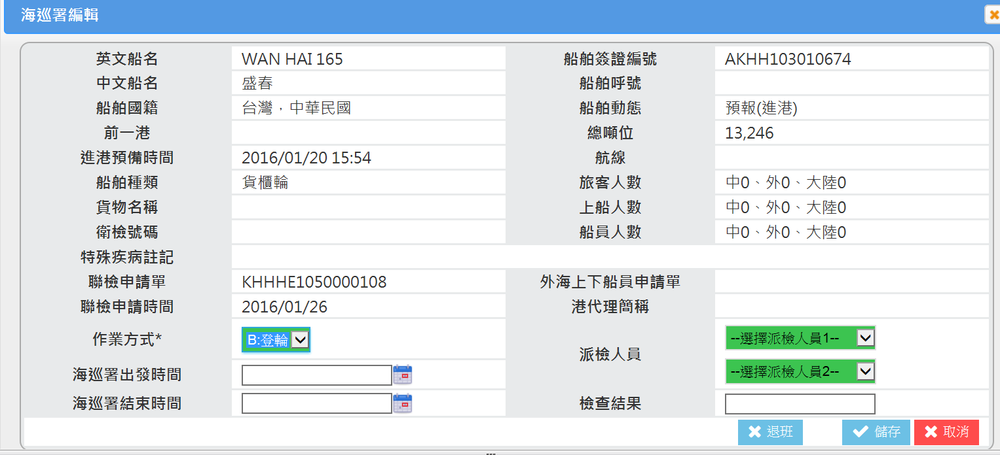 海巡署編輯
英文船名 WAN HAI 165 船舶簽證編號 AKHH103010674
中文船名 盛春 船舶呼號
船舶國籍 台灣，中華民國 船舶動態 預報(進港)
前一港 總噸位 13,246
進港預備時間 2016/01/20 15:54 航線
船舶種類 貨櫃輪 旅客人數 中0、外0、大陸0
貨物名稱 上船人數 中0、外0、大陸0
衛檢號碼 船員人數 中0、外0、大陸0
特殊疾病註記
聯檢申請單 KHHHE1050000108 外海上下船員申請單
聯檢申請時間 2016/01/26 港代理簡稱
作業方式* B:登輪 派檢人員 --選擇派檢人員1--
--選擇派檢人員2--
海巡署出發時間
海巡署結束時間 檢查結果
退班 儲存 取消